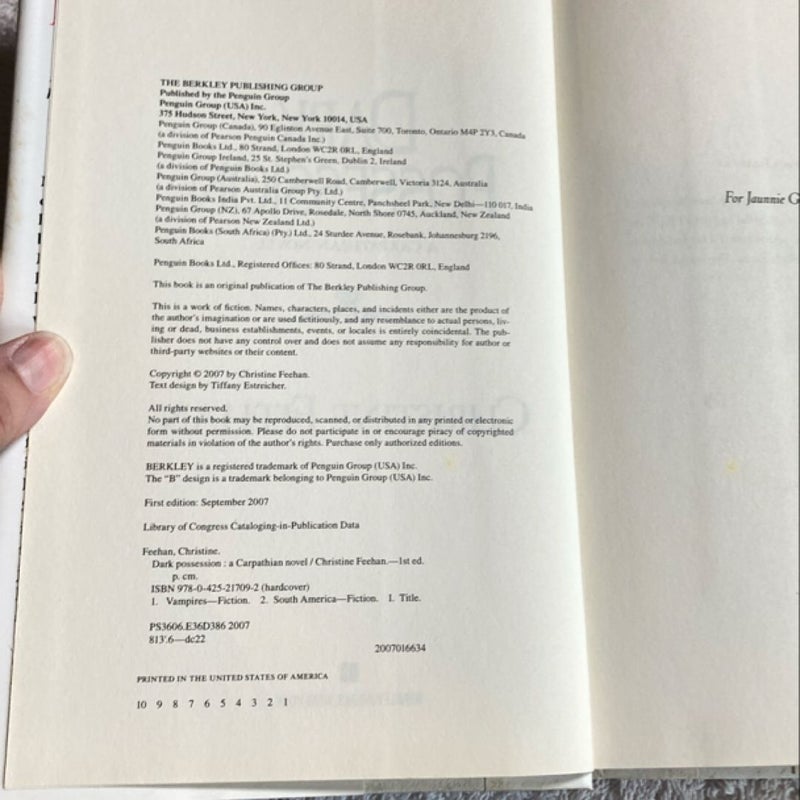 THE BERKLEY PUBLISHING GROUP
Published by the Penguin Group
Penguin Group (USA) Inc.
375 Hudson Street, New York, New York 10014, USA
Penguin Group (Canada), 90 Eglinton Avenue East, Suite 700, Toronto, Ontario M4P 2Y3, Canada
(a division of Pearson Penguin Canada Inc.)
Penguin Books Ltd., 80 Strand, London WC2R 0RL, England
Penguin Group Ireland, 25 St. Stephen's Green, Dublin 2, Ireland
(a division of Penguin Books Ltd.)
Penguin Group (Australia), 250 Camberwell Road, Camberwell, Victoria 3124, Australia
(a division of Pearson Australia Group Pty. Ltd.)
Penguin Books India Pvt. Ltd., 11 Community Centre, Panchsheel Park, New Delhi—110 017, India
Penguin Group (NZ), 67 Apollo Drive, Rosedale, North Shore 0745, Auckland, New Zealand
(a division of Pearson New Zealand Ltd.)
Penguin Books (South Africa) (Pty.) Ltd., 24 Sturdee Avenue, Rosebank, Johannesburg 2196,
South Africa
Penguin Books Ltd., Registered Offices: 80 Strand, London WC2R 0RL, England
This book is an original publication of The Berkley Publishing Group.
This is a work of fiction. Names, characters, places, and incidents either are the product of
the author's imagination or are used fictitiously, and any resemblance to actual persons, liv-
ing or dead, business establishments, events, or locales is entirely coincidental. The pub-
lisher does not have any control over and does not assume any responsibility for author or
third-party websites or their content.
Copyright © 2007 by Christine Feehan.
Text design by Tiffany Estreicher.
All rights reserved.
No part of this book may be reproduced, scanned, or distributed in any printed or electronic
form without permission. Please do not participate in or encourage piracy of copyrighted
materials in violation of the author's rights. Purchase only authorized editions.
BERKLEY is a registered trademark of Penguin Group (USA) Inc.
The "B" design is a trademark belonging to Penguin Group (USA) Inc.
First edition: September 2007
Library of Congress Cataloging-in-Publication Data
Feehan, Christine.
Dark possession : a Carpathian novel / Christine Feehan.—1st ed.
p. cm.
ISBN 978-0-425-21709-2 (hardcover)
1. Vampires—Fiction. 2. South America—Fiction. I. Title.
PS3606.E36D386 2007
813'.6—dc22
2007016634
PRINTED IN THE UNITED STATES OF AMERICA
10 9 8 7 6 5 4 3 2 1
For Jaunnie G